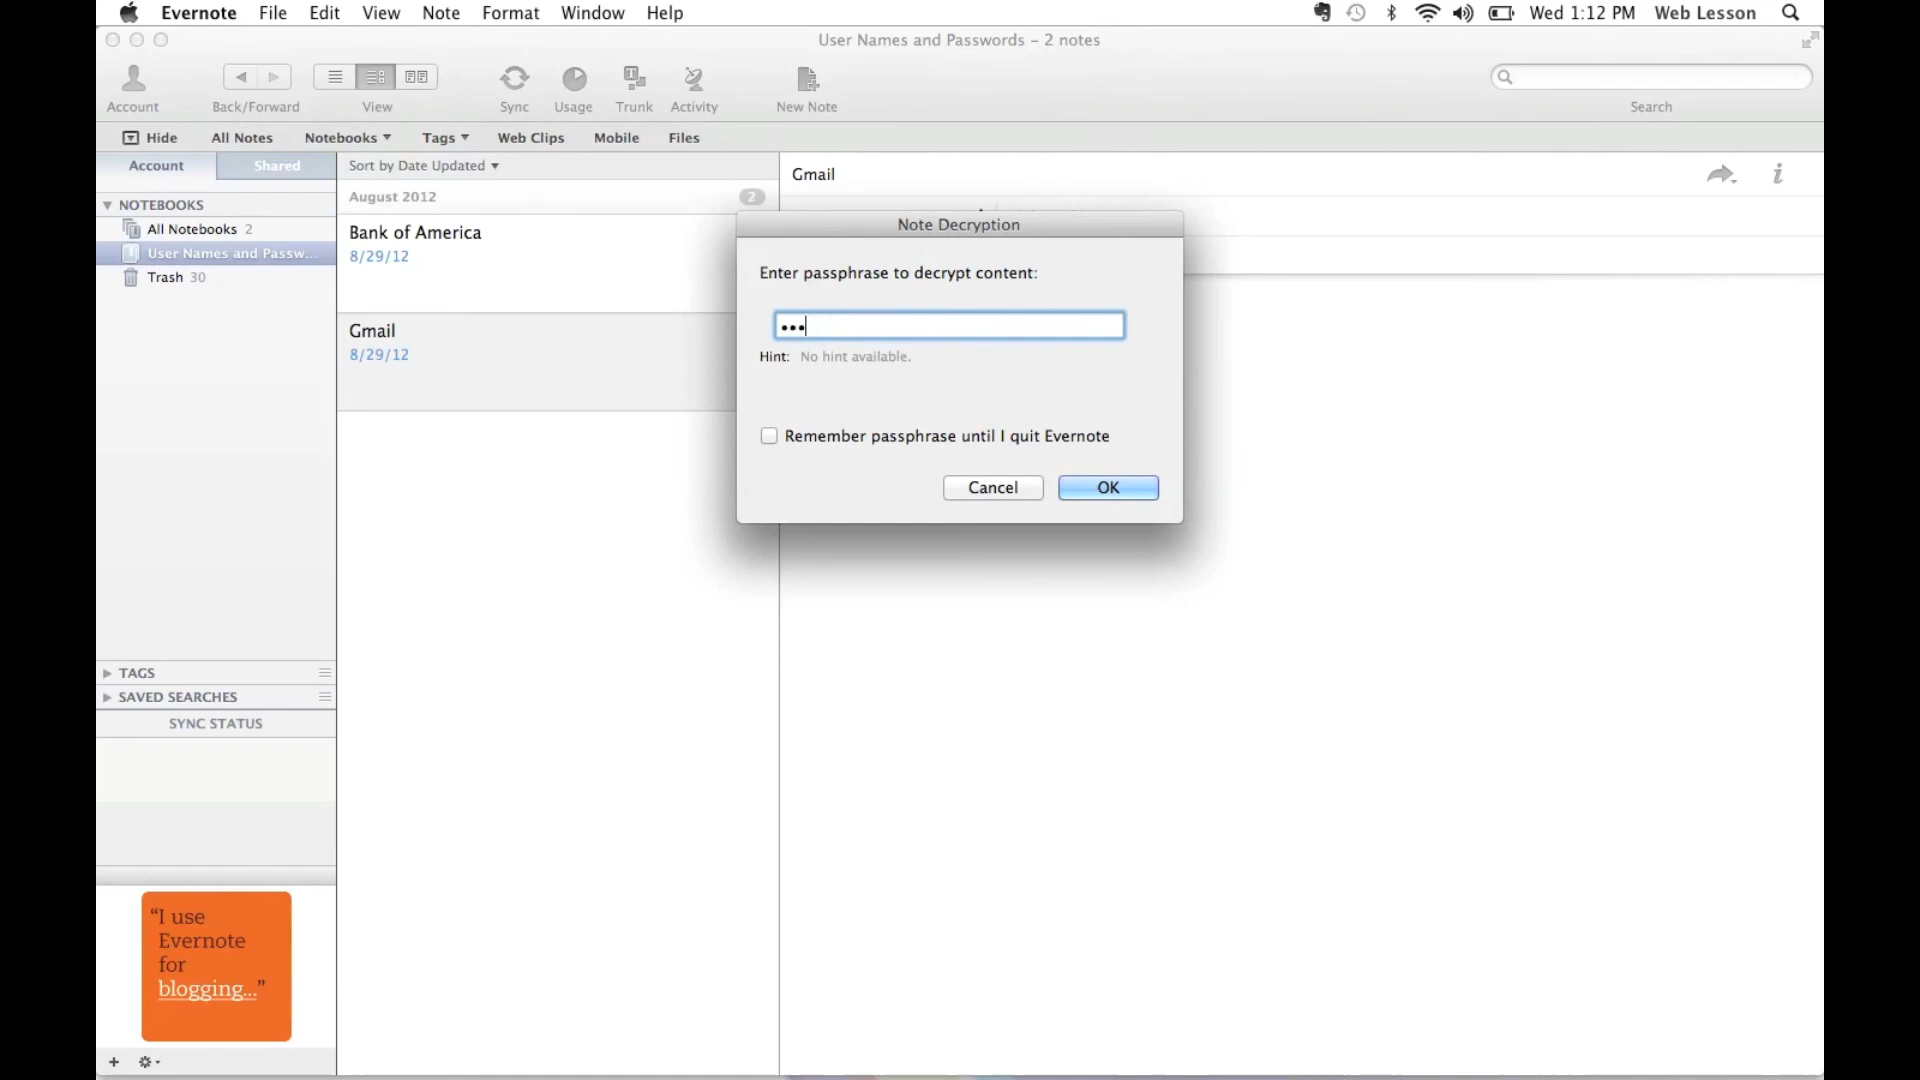 Evernote File Edit View Note Format Window Help Wed 1:12 PM Web Lesson
User Names and Passwords – 2 notes
Account Back/Forward View Sync Usage Trunk Activity New Note Search
Hide All Notes Notebooks Tags Web Clips Mobile Files
Account Shared
Sort by Date Updated
Gmail
August 2012 2
NOTEBOOKS
All Notebooks 2
User Names and Passw...
Trash 30
Bank of America
8/29/12
Gmail
8/29/12
Note Decryption
Enter passphrase to decrypt content:
•••
Hint: No hint available.
Remember passphrase until I quit Evernote
Cancel OK
TAGS
SAVED SEARCHES
SYNC STATUS
“I use
Evernote
for
blogging...”